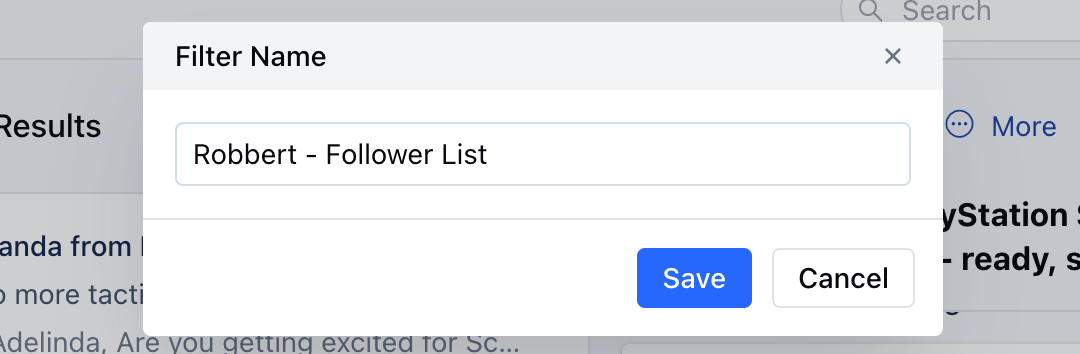 Search
Filter Name
Results
More
Robbert - Follower List
anda from
more tacti
Save
Cancel
- ready, s
Adelinda, Are you getting excited for Sc...